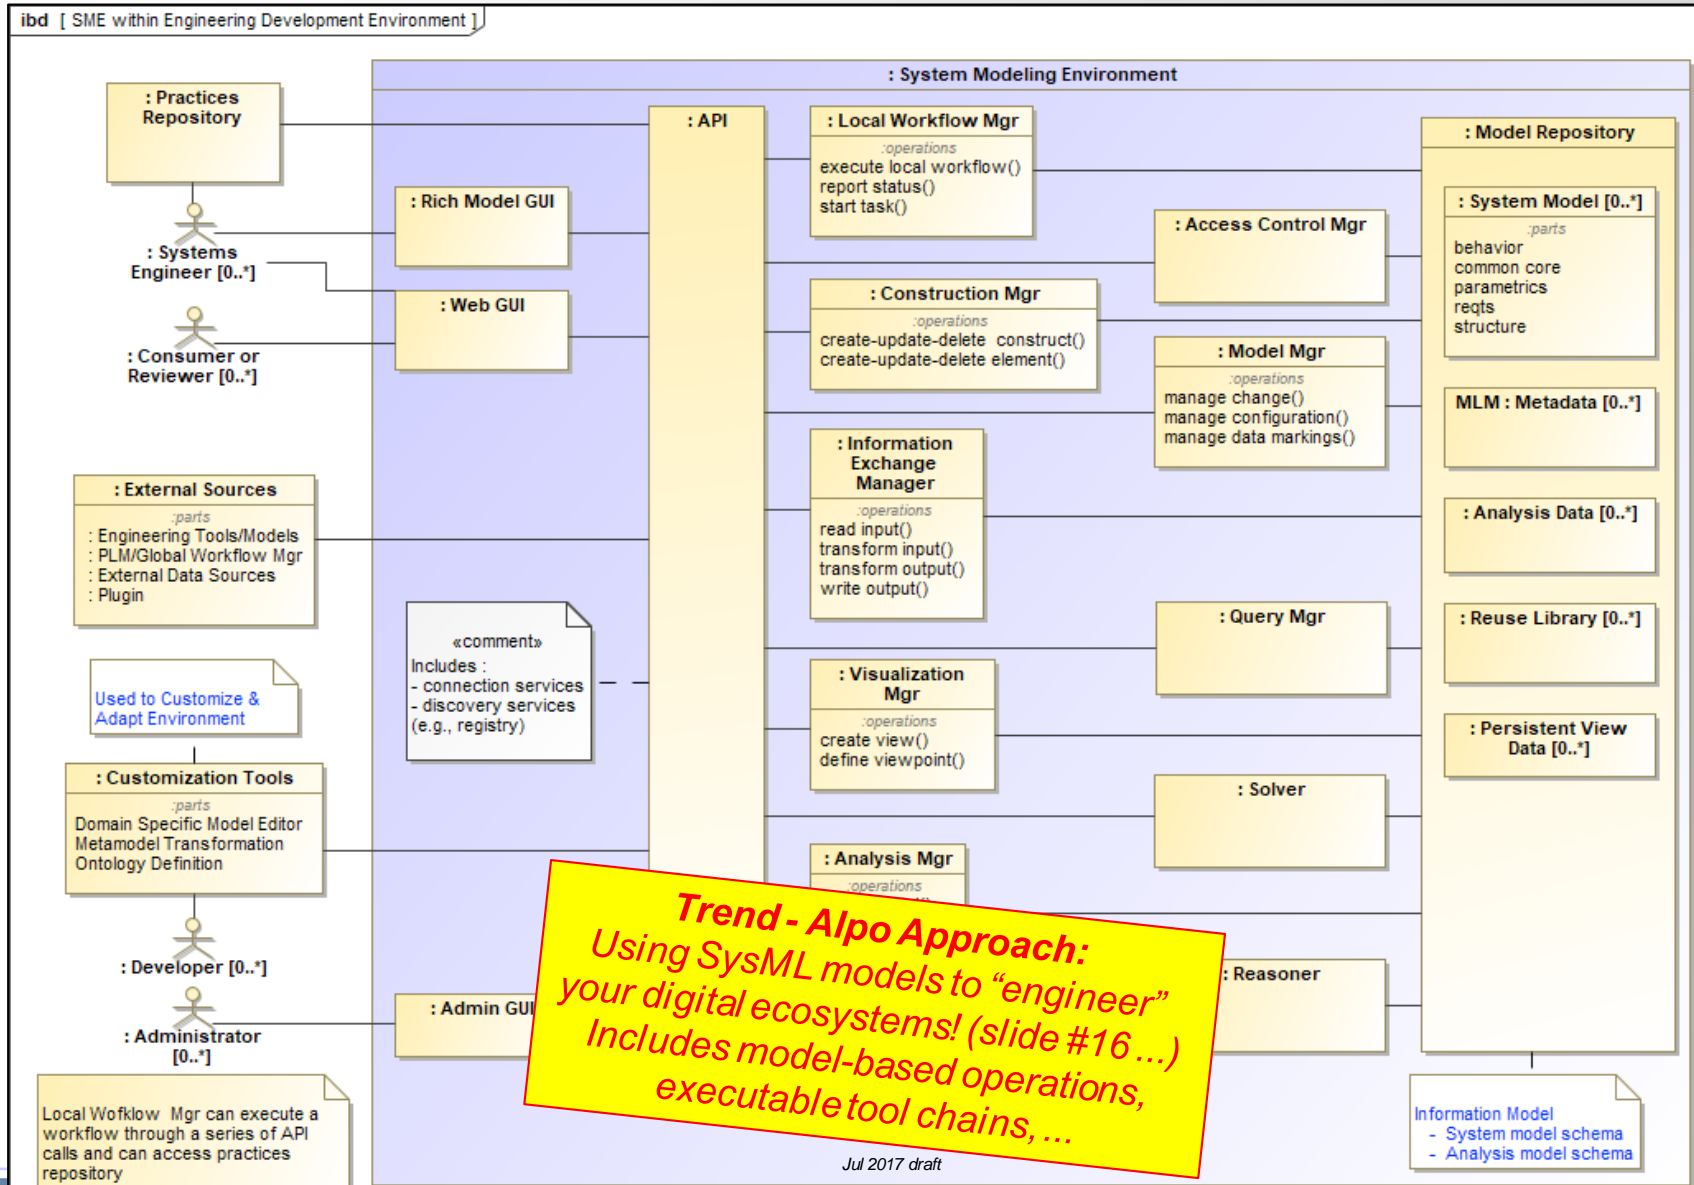 ibd [ SME within Engineering Development Environment ]
: System Modeling Environment
: Practices
Repository
: Systems
Engineer [0..*]
: Consumer or
Reviewer [0..*]
: External Sources
:parts
: Engineering Tools/Models
: PLM/Global Workflow Mgr
: External Data Sources
: Plugin
Used to Customize &
Adapt Environment
: Customization Tools
:parts
Domain Specific Model Editor
Metamodel Transformation
Ontology Definition
: Developer [0..*]
: Administrator
[0..*]
Local Wofklow Mgr can execute a
workflow through a series of API
calls and can access practices
repository
: Rich Model GUI
: Web GUI
«comment»
Includes :
- connection services
- discovery services
(e.g., registry)
: Admin GUI
: API
: Local Workflow Mgr
:operations
execute local workflow()
report status()
start task()
: Construction Mgr
:operations
create-update-delete construct()
create-update-delete element()
: Information
Exchange
Manager
:operations
read input()
transform input()
transform output()
write output()
: Visualization
Mgr
:operations
create view()
define viewpoint()
: Analysis Mgr
:operations
: Access Control Mgr
: Model Mgr
:operations
manage change()
manage configuration()
manage data markings()
: Query Mgr
: Solver
: Reasoner
: Model Repository
: System Model [0..*]
:parts
behavior
common core
parametrics
reqts
structure
MLM : Metadata [0..*]
: Analysis Data [0..*]
: Reuse Library [0..*]
: Persistent View
Data [0..*]
Information Model
- System model schema
- Analysis model schema
Trend - Alpo Approach:
Using SysML models to “engineer”
your digital ecosystems! (slide #16 ...)
Includes model-based operations,
executable tool chains, ...
Jul 2017 draft